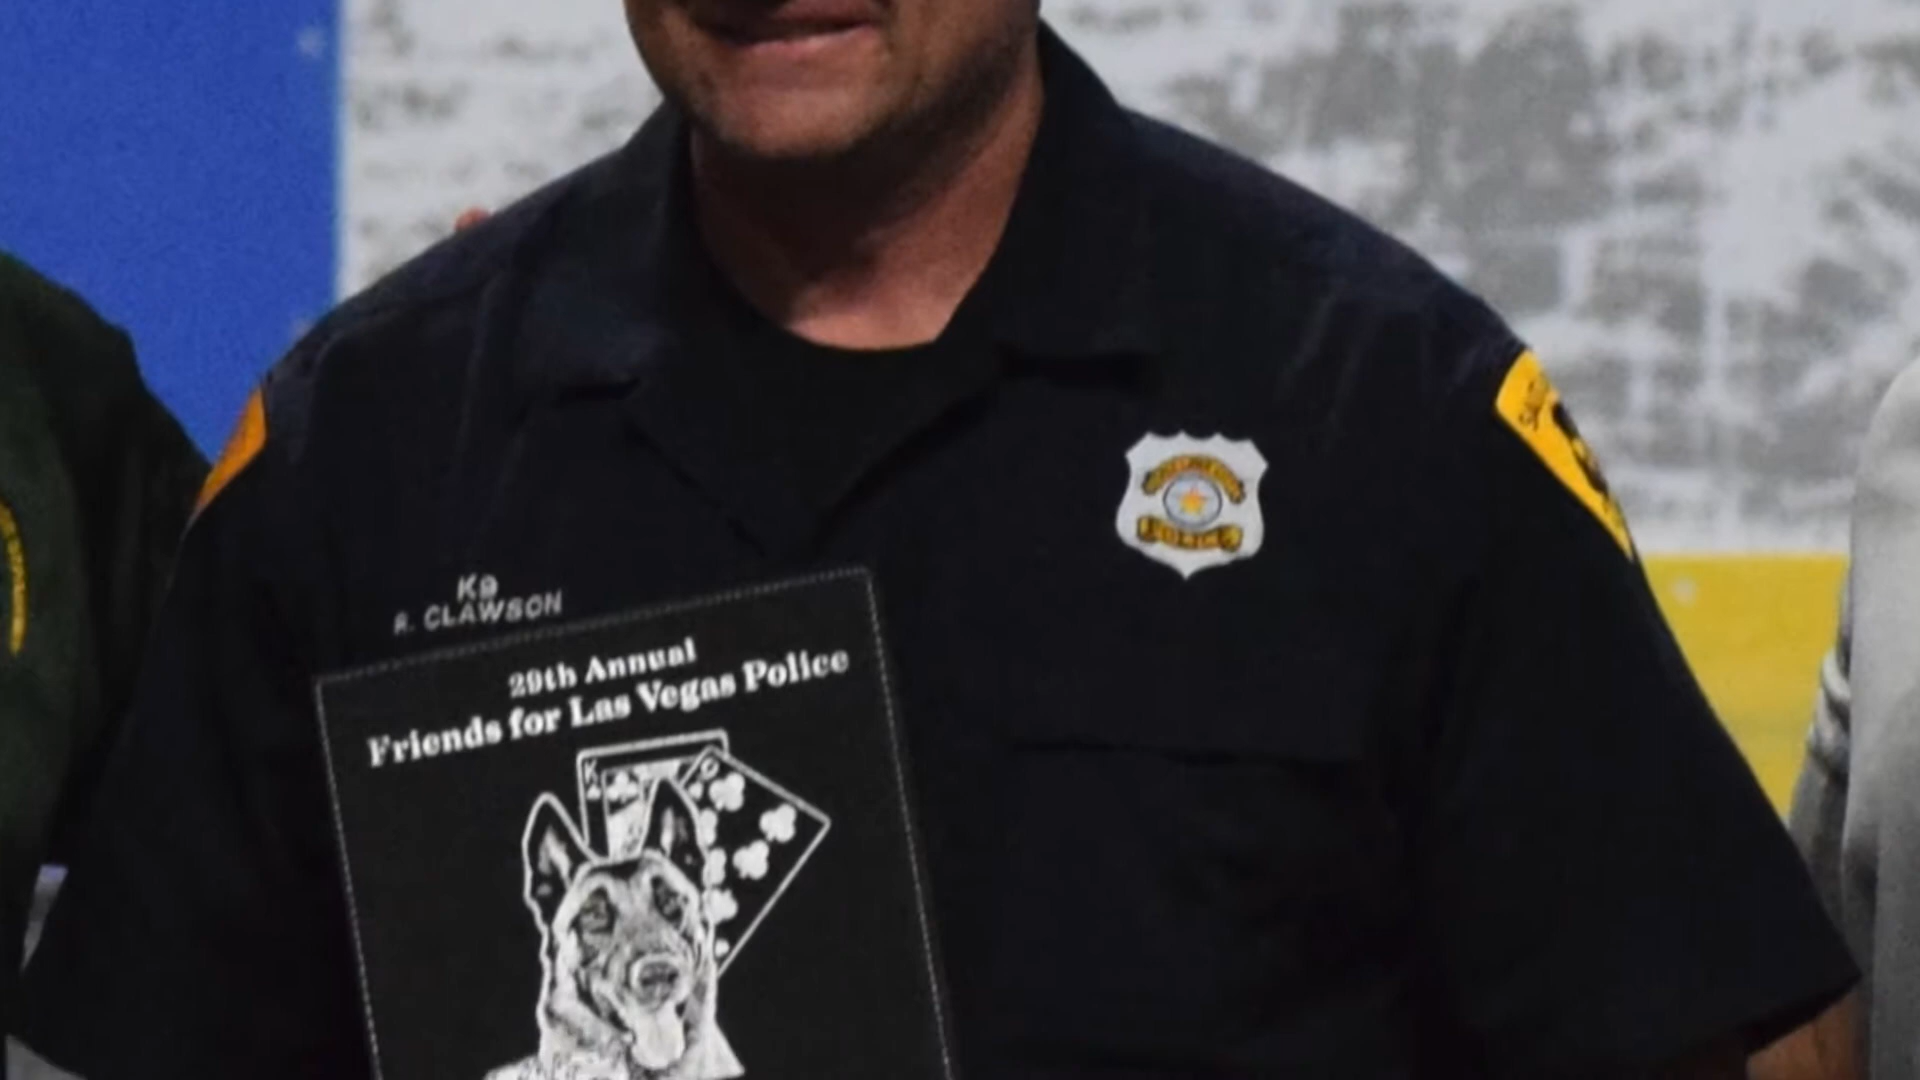 K9
R. CLAWSON
29th Annual
Friends for Las Vegas Police
K